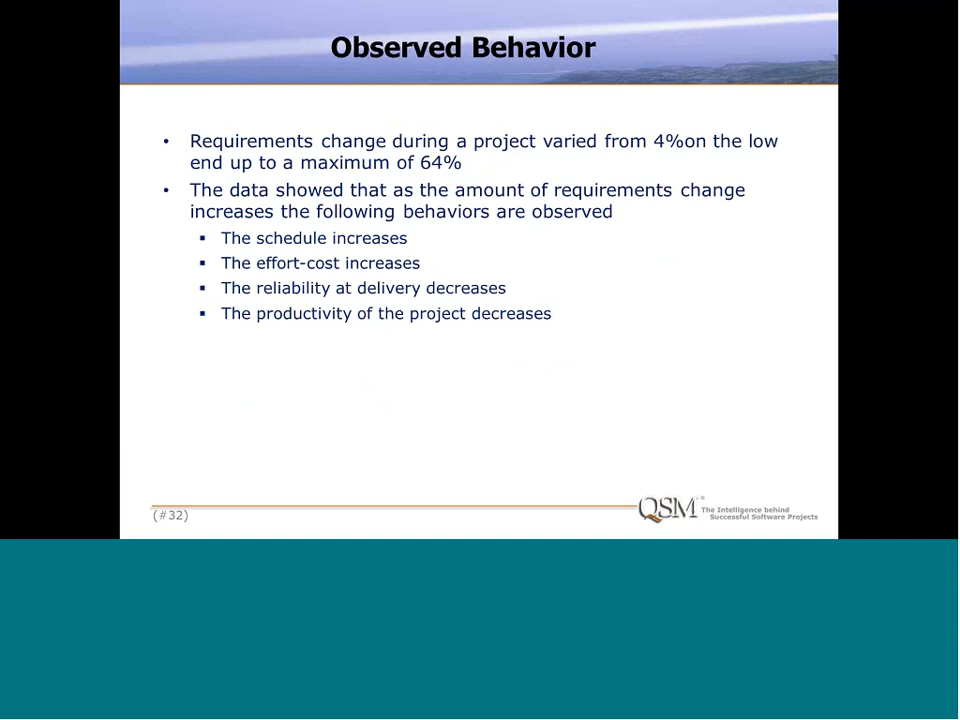 Observed Behavior
• Requirements change during a project varied from 4%on the low
end up to a maximum of 64%
• The data showed that as the amount of requirements change
increases the following behaviors are observed
▪ The schedule increases
▪ The effort-cost increases
▪ The reliability at delivery decreases
▪ The productivity of the project decreases
(#32)
QSM® The Intelligence behind
Successful Software Projects